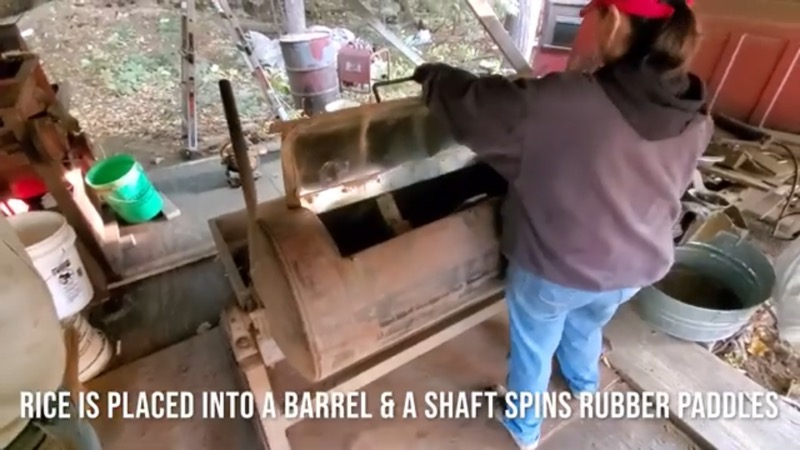 RICE IS PLACED INTO A BARREL & A SHAFT SPINS RUBBER PADDLES